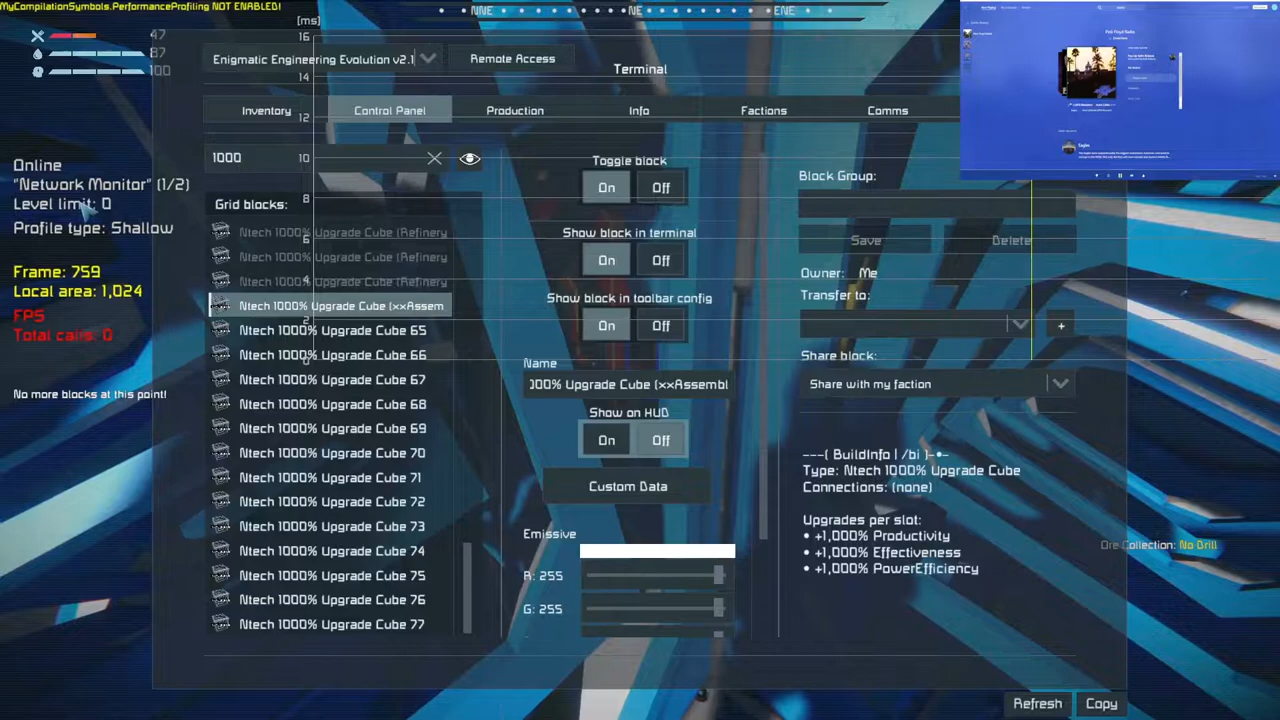 MyCompilationSymbols.PerformanceProfiling NOT ENABLED!
NNE
NE
ENE
[ms]
16
14
12
10
8
6
4
2
0
47
87
100
Enigmatic Engineering Evolution v2.1
Remote Access
Terminal
Inventory
Control Panel
Production
Info
Factions
Comms
Online
"Network Monitor" (1/2)
Level limit: 0
Profile type: Shallow
Frame: 759
Local area: 1,024
FPS
No more blocks at this point!
1000
Grid blocks:
Ntech 1000% Upgrade Cube (Refinery
Ntech 1000% Upgrade Cube (Refinery
Ntech 1000% Upgrade Cube (Refinery
Ntech 1000% Upgrade Cube (xxAssem
Ntech 1000% Upgrade Cube 65
Ntech 1000% Upgrade Cube 66
Ntech 1000% Upgrade Cube 67
Ntech 1000% Upgrade Cube 68
Ntech 1000% Upgrade Cube 69
Ntech 1000% Upgrade Cube 70
Ntech 1000% Upgrade Cube 71
Ntech 1000% Upgrade Cube 72
Ntech 1000% Upgrade Cube 73
Ntech 1000% Upgrade Cube 74
Ntech 1000% Upgrade Cube 75
Ntech 1000% Upgrade Cube 76
Ntech 1000% Upgrade Cube 77
Toggle block
On Off
Show block in terminal
On Off
Show block in toolbar config
On Off
Name
000% Upgrade Cube (xxAssembl
Show on HUD
On Off
Custom Data
Emissive
R: 255
G: 255
Block Group:
Save Delete
Owner: Me
Transfer to:
+
Share block:
Share with my faction
---( BuildInfo | /bi )-•-
Type: Ntech 1000% Upgrade Cube
Connections: (none)
Upgrades per slot:
• +1,000% Productivity
• +1,000% Effectiveness
• +1,000% PowerEfficiency
Ore Collection: No Drill
Refresh
Copy
Eagles